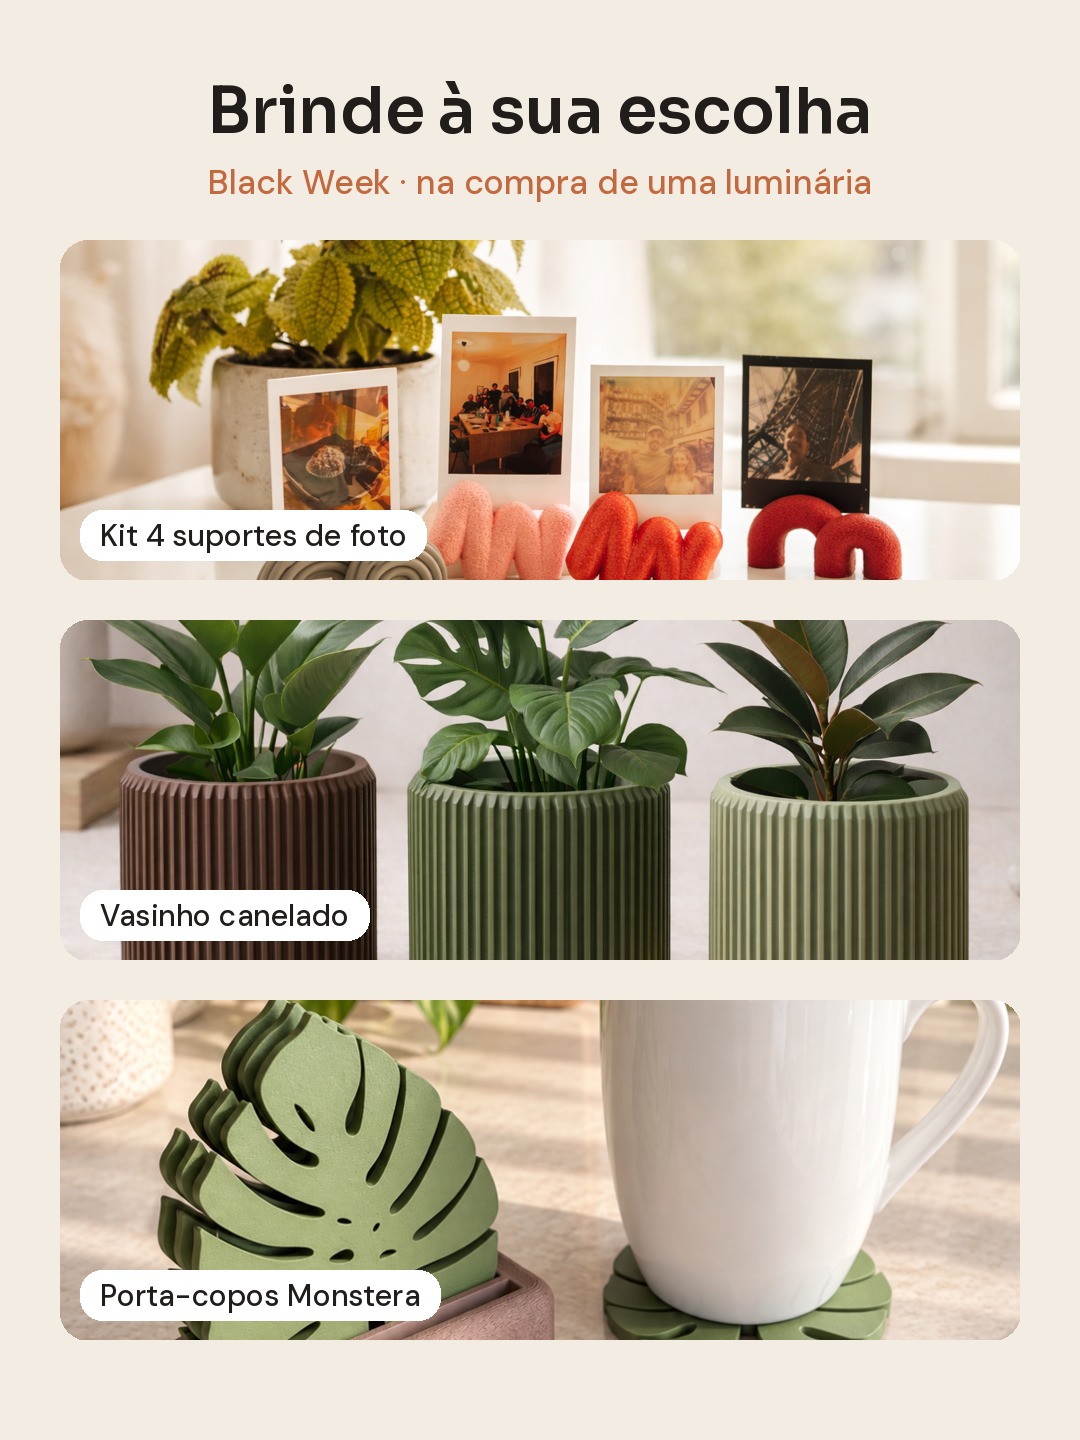 Brinde à sua escolha
Black Week · na compra de uma luminária
Kit 4 suportes de foto
Vasinho canelado
Porta-copos Monstera